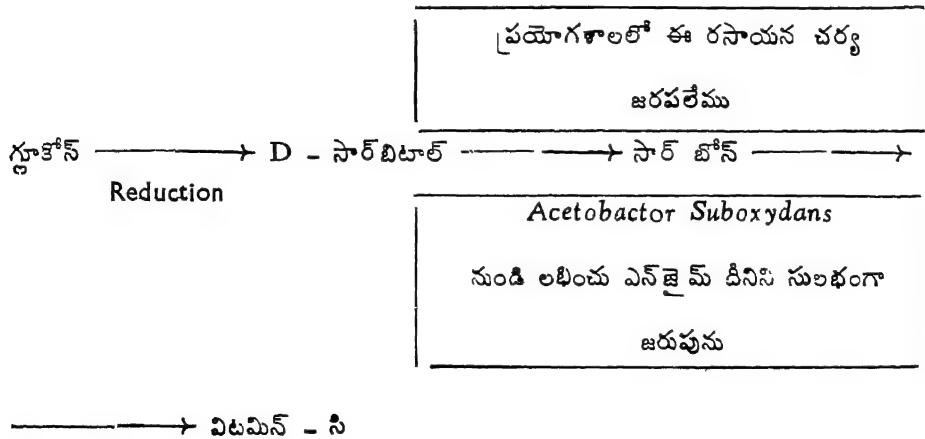 ప్రయోగశాలలో ఈ రసాయన చర్య
జరపలేము
గ్లూకోస్ ———→ D – సార్‌బిటాల్ ———→ సార్ బోస్ ———→
Reduction
Acetobactor Suboxydans
నుండి లభించు ఎన్‌జై మ్ దీనిని సులభంగా
జరుపును
———→ విటమిన్ – సి